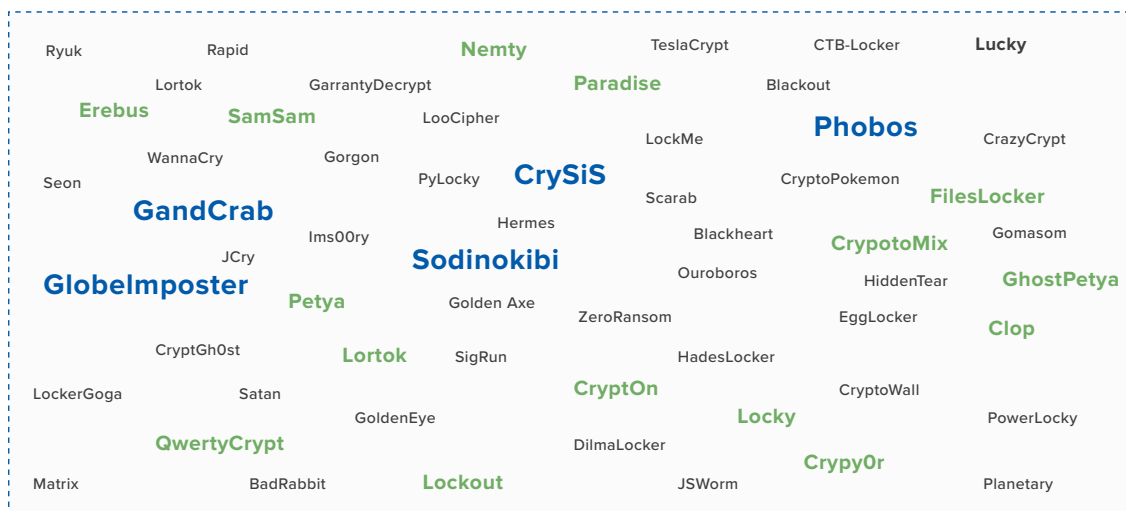 Ryuk
Rapid
Nemty
TeslaCrypt
CTB-Locker
Lucky
Lortok
GarrantyDecrypt
Paradise
Blackout
Erebus
SamSam
LooCipher
Phobos
LockMe
CrazyCrypt
WannaCry
Gorgon
CrySiS
Seon
PyLocky
CryptoPokemon
Scarab
FilesLocker
GandCrab
Hermes
Ims00ry
Blackheart
CrypotoMix
Gomasom
JCry
Sodinokibi
Ouroboros
HiddenTear
GhostPetya
GlobeImposter
Petya
Golden Axe
ZeroRansom
EggLocker
Clop
CryptGh0st
Lortok
SigRun
HadesLocker
LockerGoga
Satan
CryptOn
CryptoWall
GoldenEye
Locky
PowerLocky
QwertyCrypt
DilmaLocker
Crypy0r
Matrix
BadRabbit
Lockout
JSWorm
Planetary